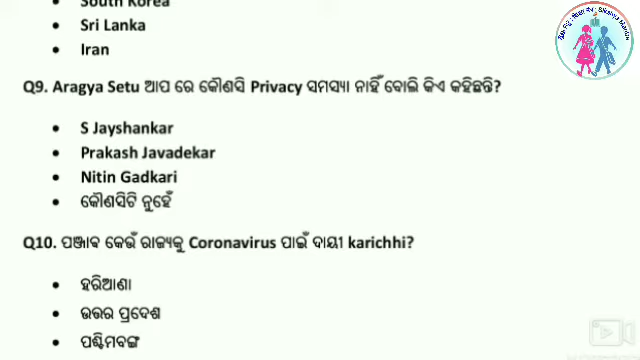 South Korea
Sri Lanka
Iran
Q9. Aragya Setu ଆପ ରେ କୌଣସି Privacy ସମସ୍ୟା ନାହିଁ ବୋଲି କିଏ କହିଛନ୍ତି?
S Jayshankar
Prakash Javadekar
Nitin Gadkari
କୌଣସିଟି ନୁହେଁ
Q10. ପଞ୍ଜାବ କେଉଁ ରାଜ୍ୟକୁ Coronavirus ପାଇଁ ଦାୟୀ karichhi?
ହରିଆଣା
ଉତ୍ତର ପ୍ରଦେଶ
ପଶ୍ଚିମବଙ୍ଗ